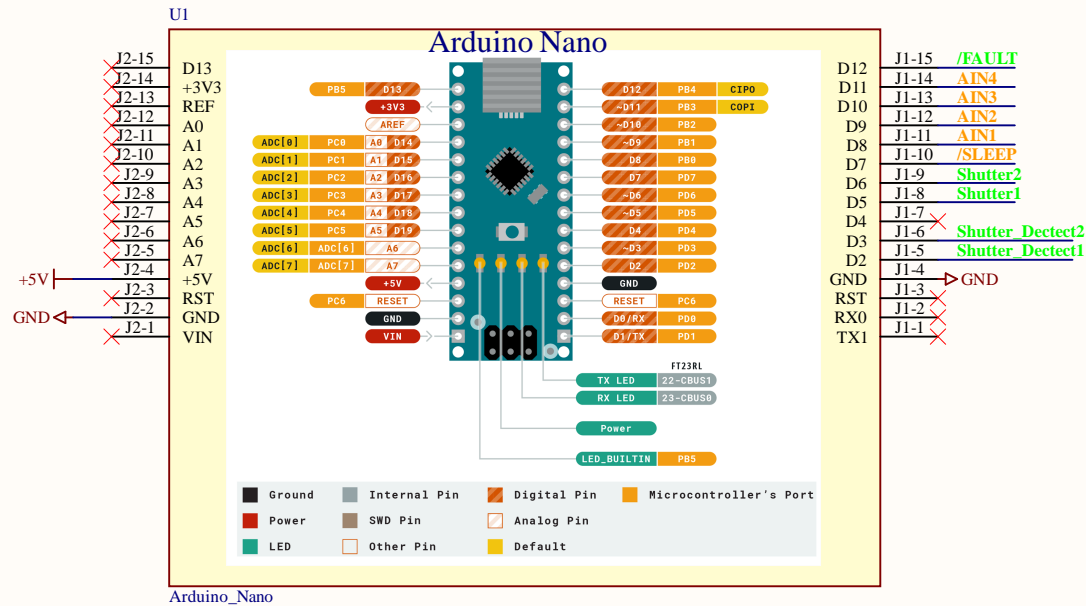 U1
Arduino Nano
J2-15 D13
J2-14 +3V3
J2-13 REF
J2-12 A0
J2-11 A1
J2-10 A2
J2-9 A3
J2-8 A4
J2-7 A5
J2-6 A6
J2-5 A7
+5V J2-4 +5V
J2-3 RST
GND J2-2 GND
J2-1 VIN
PB5 D13
+3V3
AREF
ADC[0] PC0 A0 D14
ADC[1] PC1 A1 D15
ADC[2] PC2 A2 D16
ADC[3] PC3 A3 D17
ADC[4] PC4 A4 D18
ADC[5] PC5 A5 D19
ADC[6] ADC[6] A6
ADC[7] ADC[7] A7
+5V
PC6 RESET
GND
VIN
D12 PB4 CIPO
~D11 PB3 COPI
~D10 PB2
~D9 PB1
D8 PB0
D7 PD7
~D6 PD6
~D5 PD5
D4 PD4
~D3 PD3
D2 PD2
GND
RESET PC6
D0/RX PD0
D1/TX PD1
FT23RL
TX LED 22-CBUS1
RX LED 23-CBUS0
Power
LED_BUILTIN PB5
D12 J1-15 /FAULT
D11 J1-14 AIN4
D10 J1-13 AIN3
D9 J1-12 AIN2
D8 J1-11 AIN1
D7 J1-10 /SLEEP
D6 J1-9 Shutter2
D5 J1-8 Shutter1
D4 J1-7
D3 J1-6 Shutter_Dectect2
D2 J1-5 Shutter_Dectect1
GND J1-4 GND
RST J1-3
RX0 J1-2
TX1 J1-1
Ground Internal Pin Digital Pin Microcontroller's Port
Power SWD Pin Analog Pin
LED Other Pin Default
Arduino_Nano